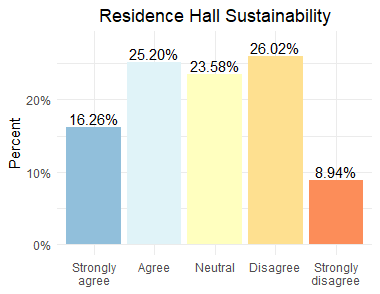 Residence Hall Sustainability
Percent
20%
10%
0%
16.26%
25.20%
23.58%
26.02%
8.94%
Strongly
agree
Agree
Neutral
Disagree
Strongly
disagree